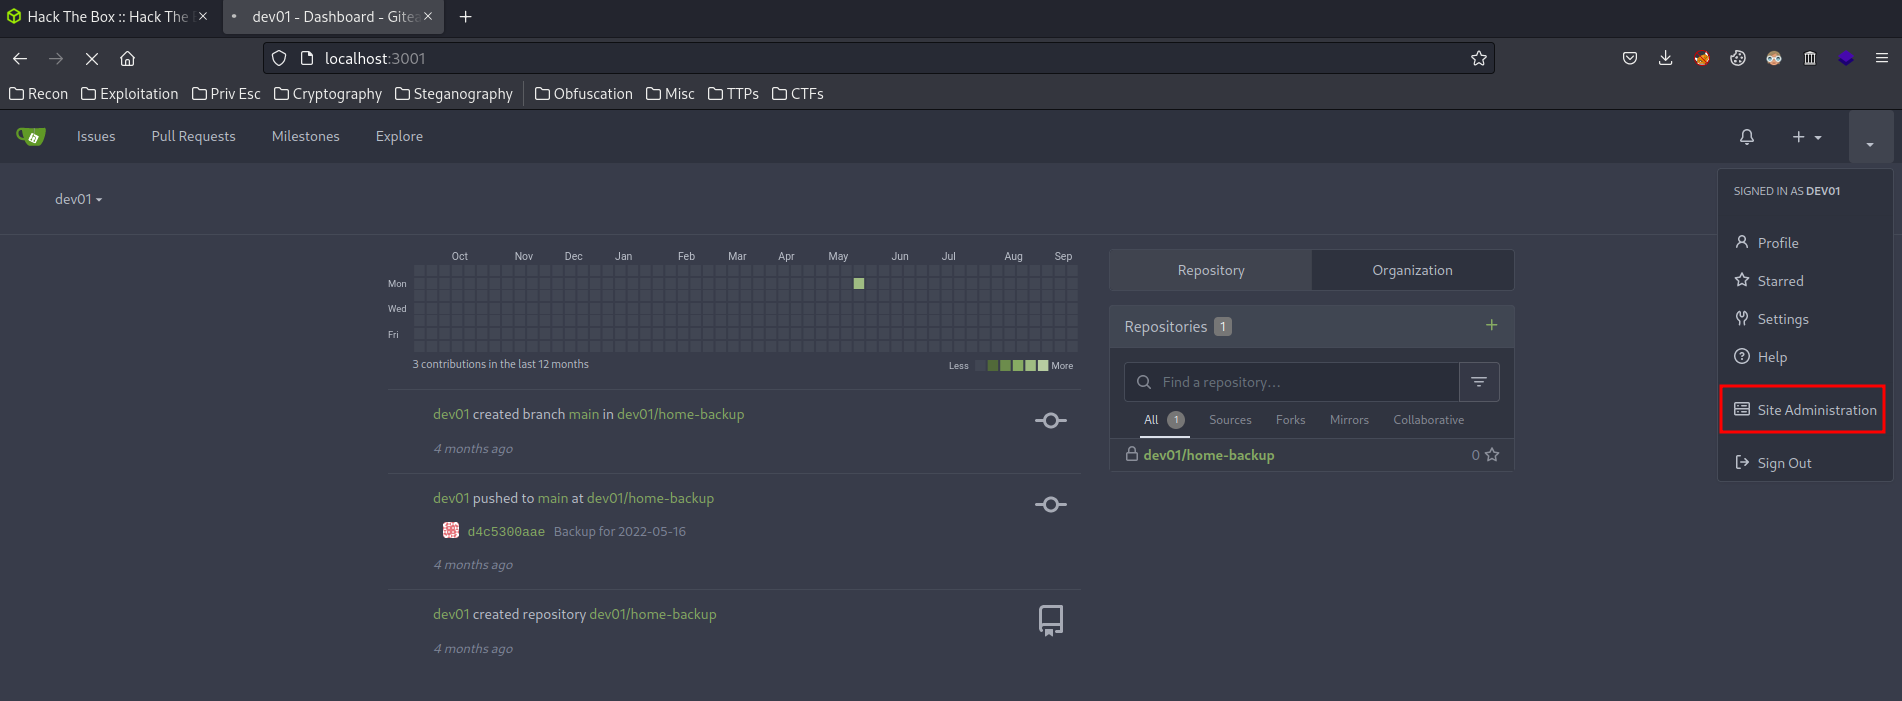 Hack The Box :: Hack The
dev01 - Dashboard - Gitea
localhost:3001
Recon Exploitation Priv Esc Cryptography Steganography Obfuscation Misc TTPs CTFs
Issues Pull Requests Milestones Explore
SIGNED IN AS DEV01
Profile
Starred
Settings
Help
Site Administration
Sign Out
dev01
Oct Nov Dec Jan Feb Mar Apr May Jun Jul Aug Sep
Mon
Wed
Fri
3 contributions in the last 12 months
Less More
dev01 created branch main in dev01/home-backup
4 months ago
dev01 pushed to main at dev01/home-backup
d4c5300aae Backup for 2022-05-16
4 months ago
dev01 created repository dev01/home-backup
4 months ago
Repository Organization
Repositories 1
Find a repository...
All 1 Sources Forks Mirrors Collaborative
dev01/home-backup 0